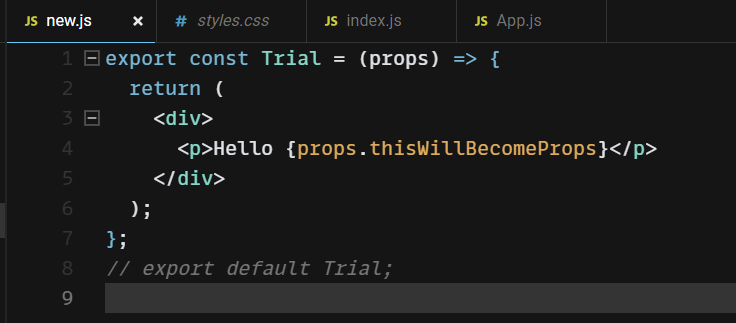 JS new.js × # styles.css JS index.js JS App.js
1 export const Trial = (props) => {
2   return (
3     <div>
4       <p>Hello {props.thisWillBecomeProps}</p>
5     </div>
6   );
7 };
8 // export default Trial;
9